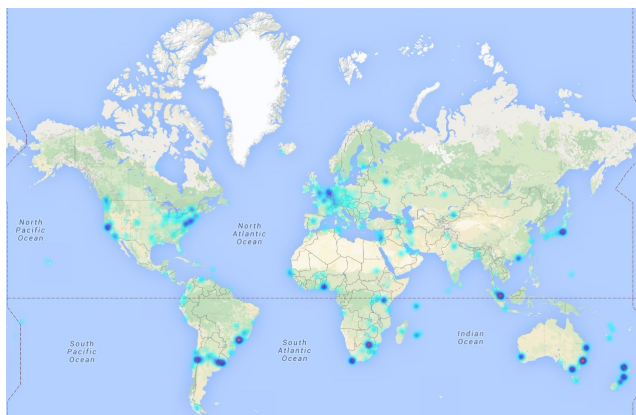 North
Pacific
Ocean
North
Atlantic
Ocean
South
Pacific
Ocean
South
Atlantic
Ocean
Indian
Ocean